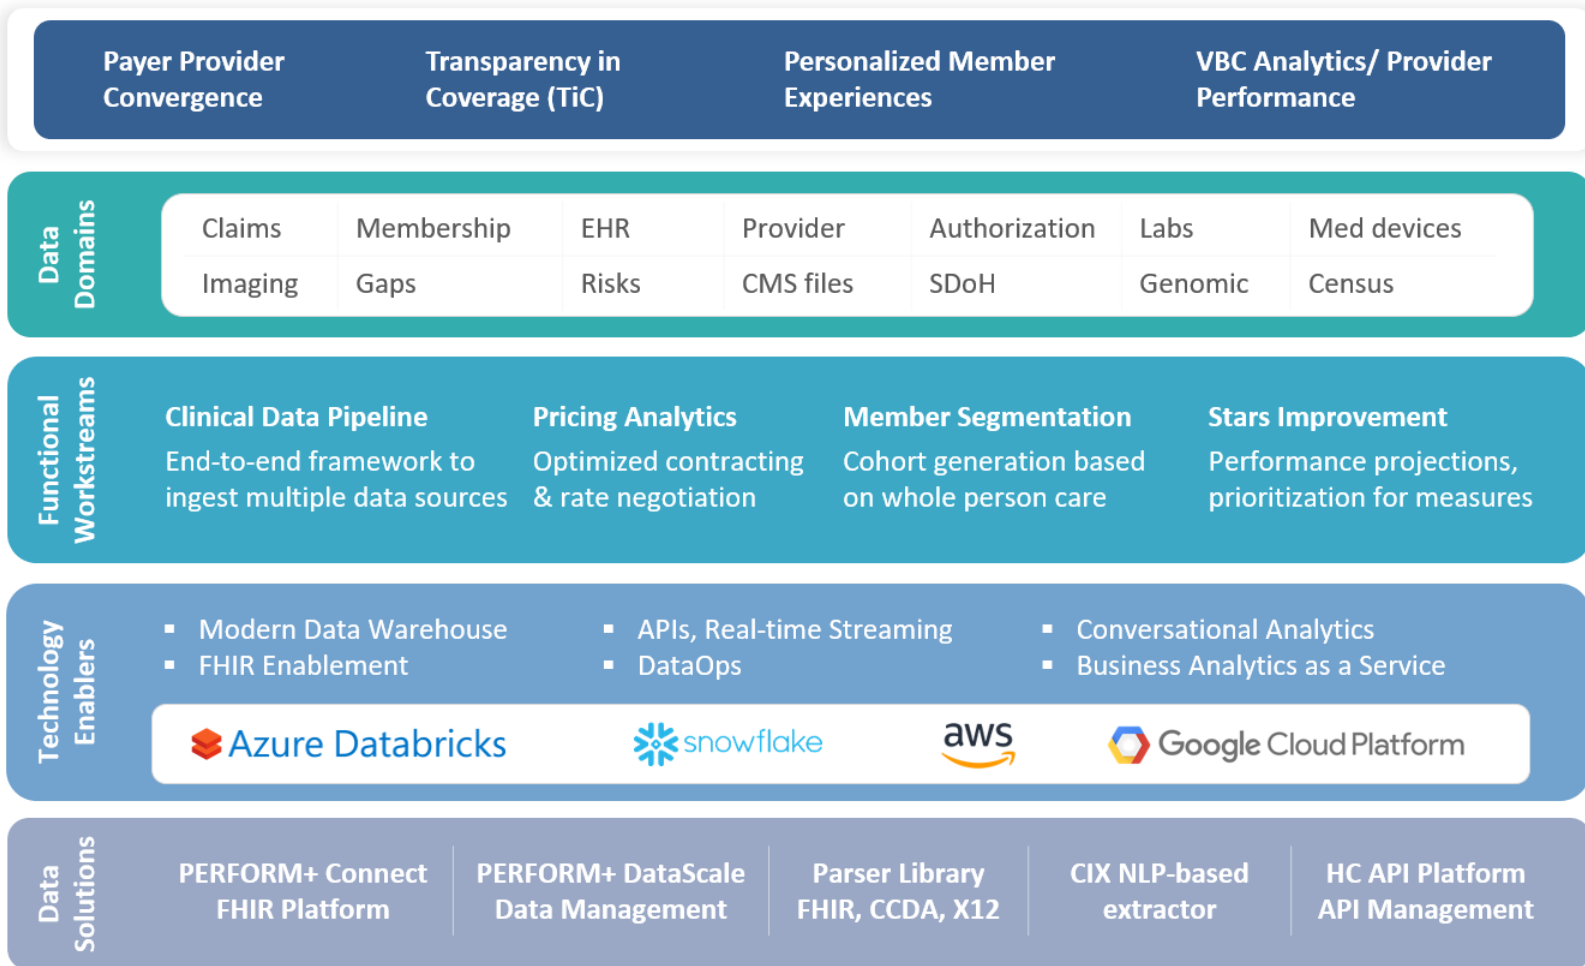 Payer Provider
Convergence
Transparency in
Coverage (TiC)
Personalized Member
Experiences
VBC Analytics/ Provider
Performance
Data
Domains
Claims
Membership
EHR
Provider
Authorization
Labs
Med devices
Imaging
Gaps
Risks
CMS files
SDoH
Genomic
Census
Functional
Workstreams
Clinical Data Pipeline
End-to-end framework to
ingest multiple data sources
Pricing Analytics
Optimized contracting
& rate negotiation
Member Segmentation
Cohort generation based
on whole person care
Stars Improvement
Performance projections,
prioritization for measures
Technology
Enablers
▪ Modern Data Warehouse
▪ FHIR Enablement
▪ APIs, Real-time Streaming
▪ DataOps
▪ Conversational Analytics
▪ Business Analytics as a Service
Azure Databricks
snowflake
aws
Google Cloud Platform
Data
Solutions
PERFORM+ Connect
FHIR Platform
PERFORM+ DataScale
Data Management
Parser Library
FHIR, CCDA, X12
CIX NLP-based
extractor
HC API Platform
API Management